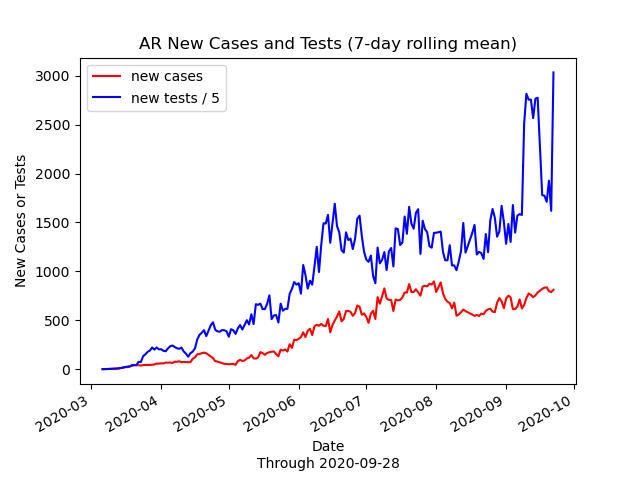 AR New Cases and Tests (7-day rolling mean)
new cases
new tests / 5
New Cases or Tests
3000
2500
2000
1500
1000
500
0
2020-03
2020-04
2020-05
2020-06
2020-07
2020-08
2020-09
2020-10
Date
Through 2020-09-28